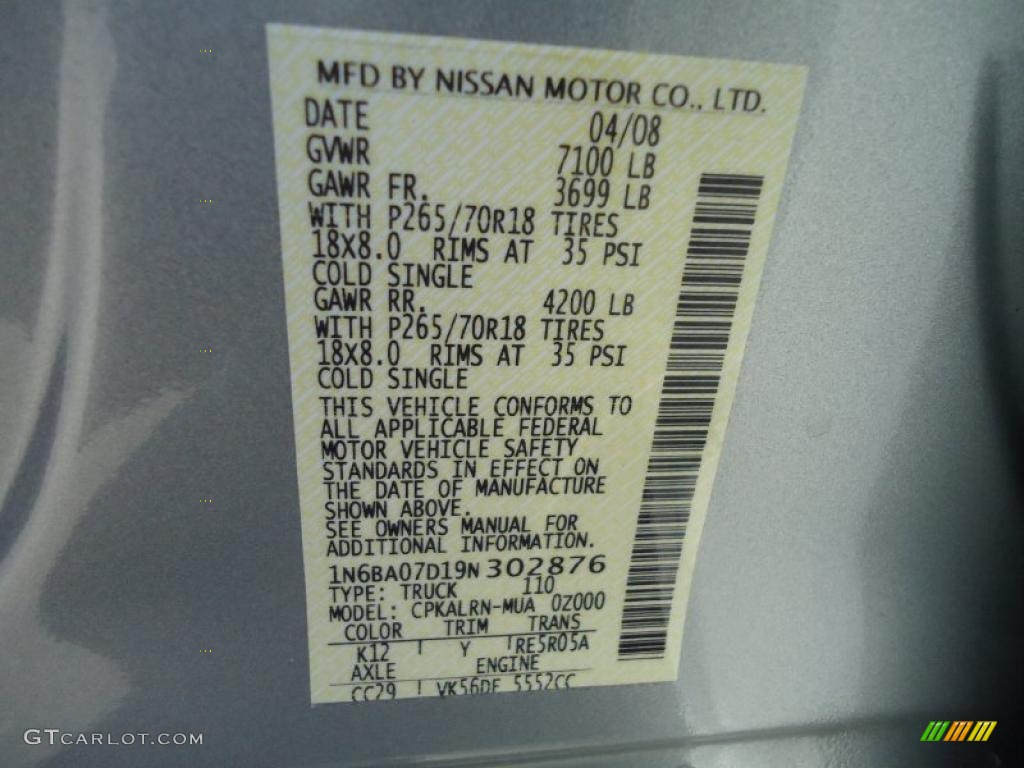 MFD BY NISSAN MOTOR CO., LTD.
DATE 04/08
GVWR 7100 LB
GAWR FR. 3699 LB
WITH P265/70R18 TIRES
18X8.0 RIMS AT 35 PSI
COLD SINGLE
GAWR RR. 4200 LB
WITH P265/70R18 TIRES
18X8.0 RIMS AT 35 PSI
COLD SINGLE
THIS VEHICLE CONFORMS TO
ALL APPLICABLE FEDERAL
MOTOR VEHICLE SAFETY
STANDARDS IN EFFECT ON
THE DATE OF MANUFACTURE
SHOWN ABOVE.
SEE OWNERS MANUAL FOR
ADDITIONAL INFORMATION.
1N6BA07D19N302876
TYPE: TRUCK 110
MODEL: CPKALRN-MUA 0Z000
COLOR TRIM TRANS
K12 Y RE5R05A
AXLE ENGINE
CC29 VK56DE 5552CC
GTCARLOT.COM